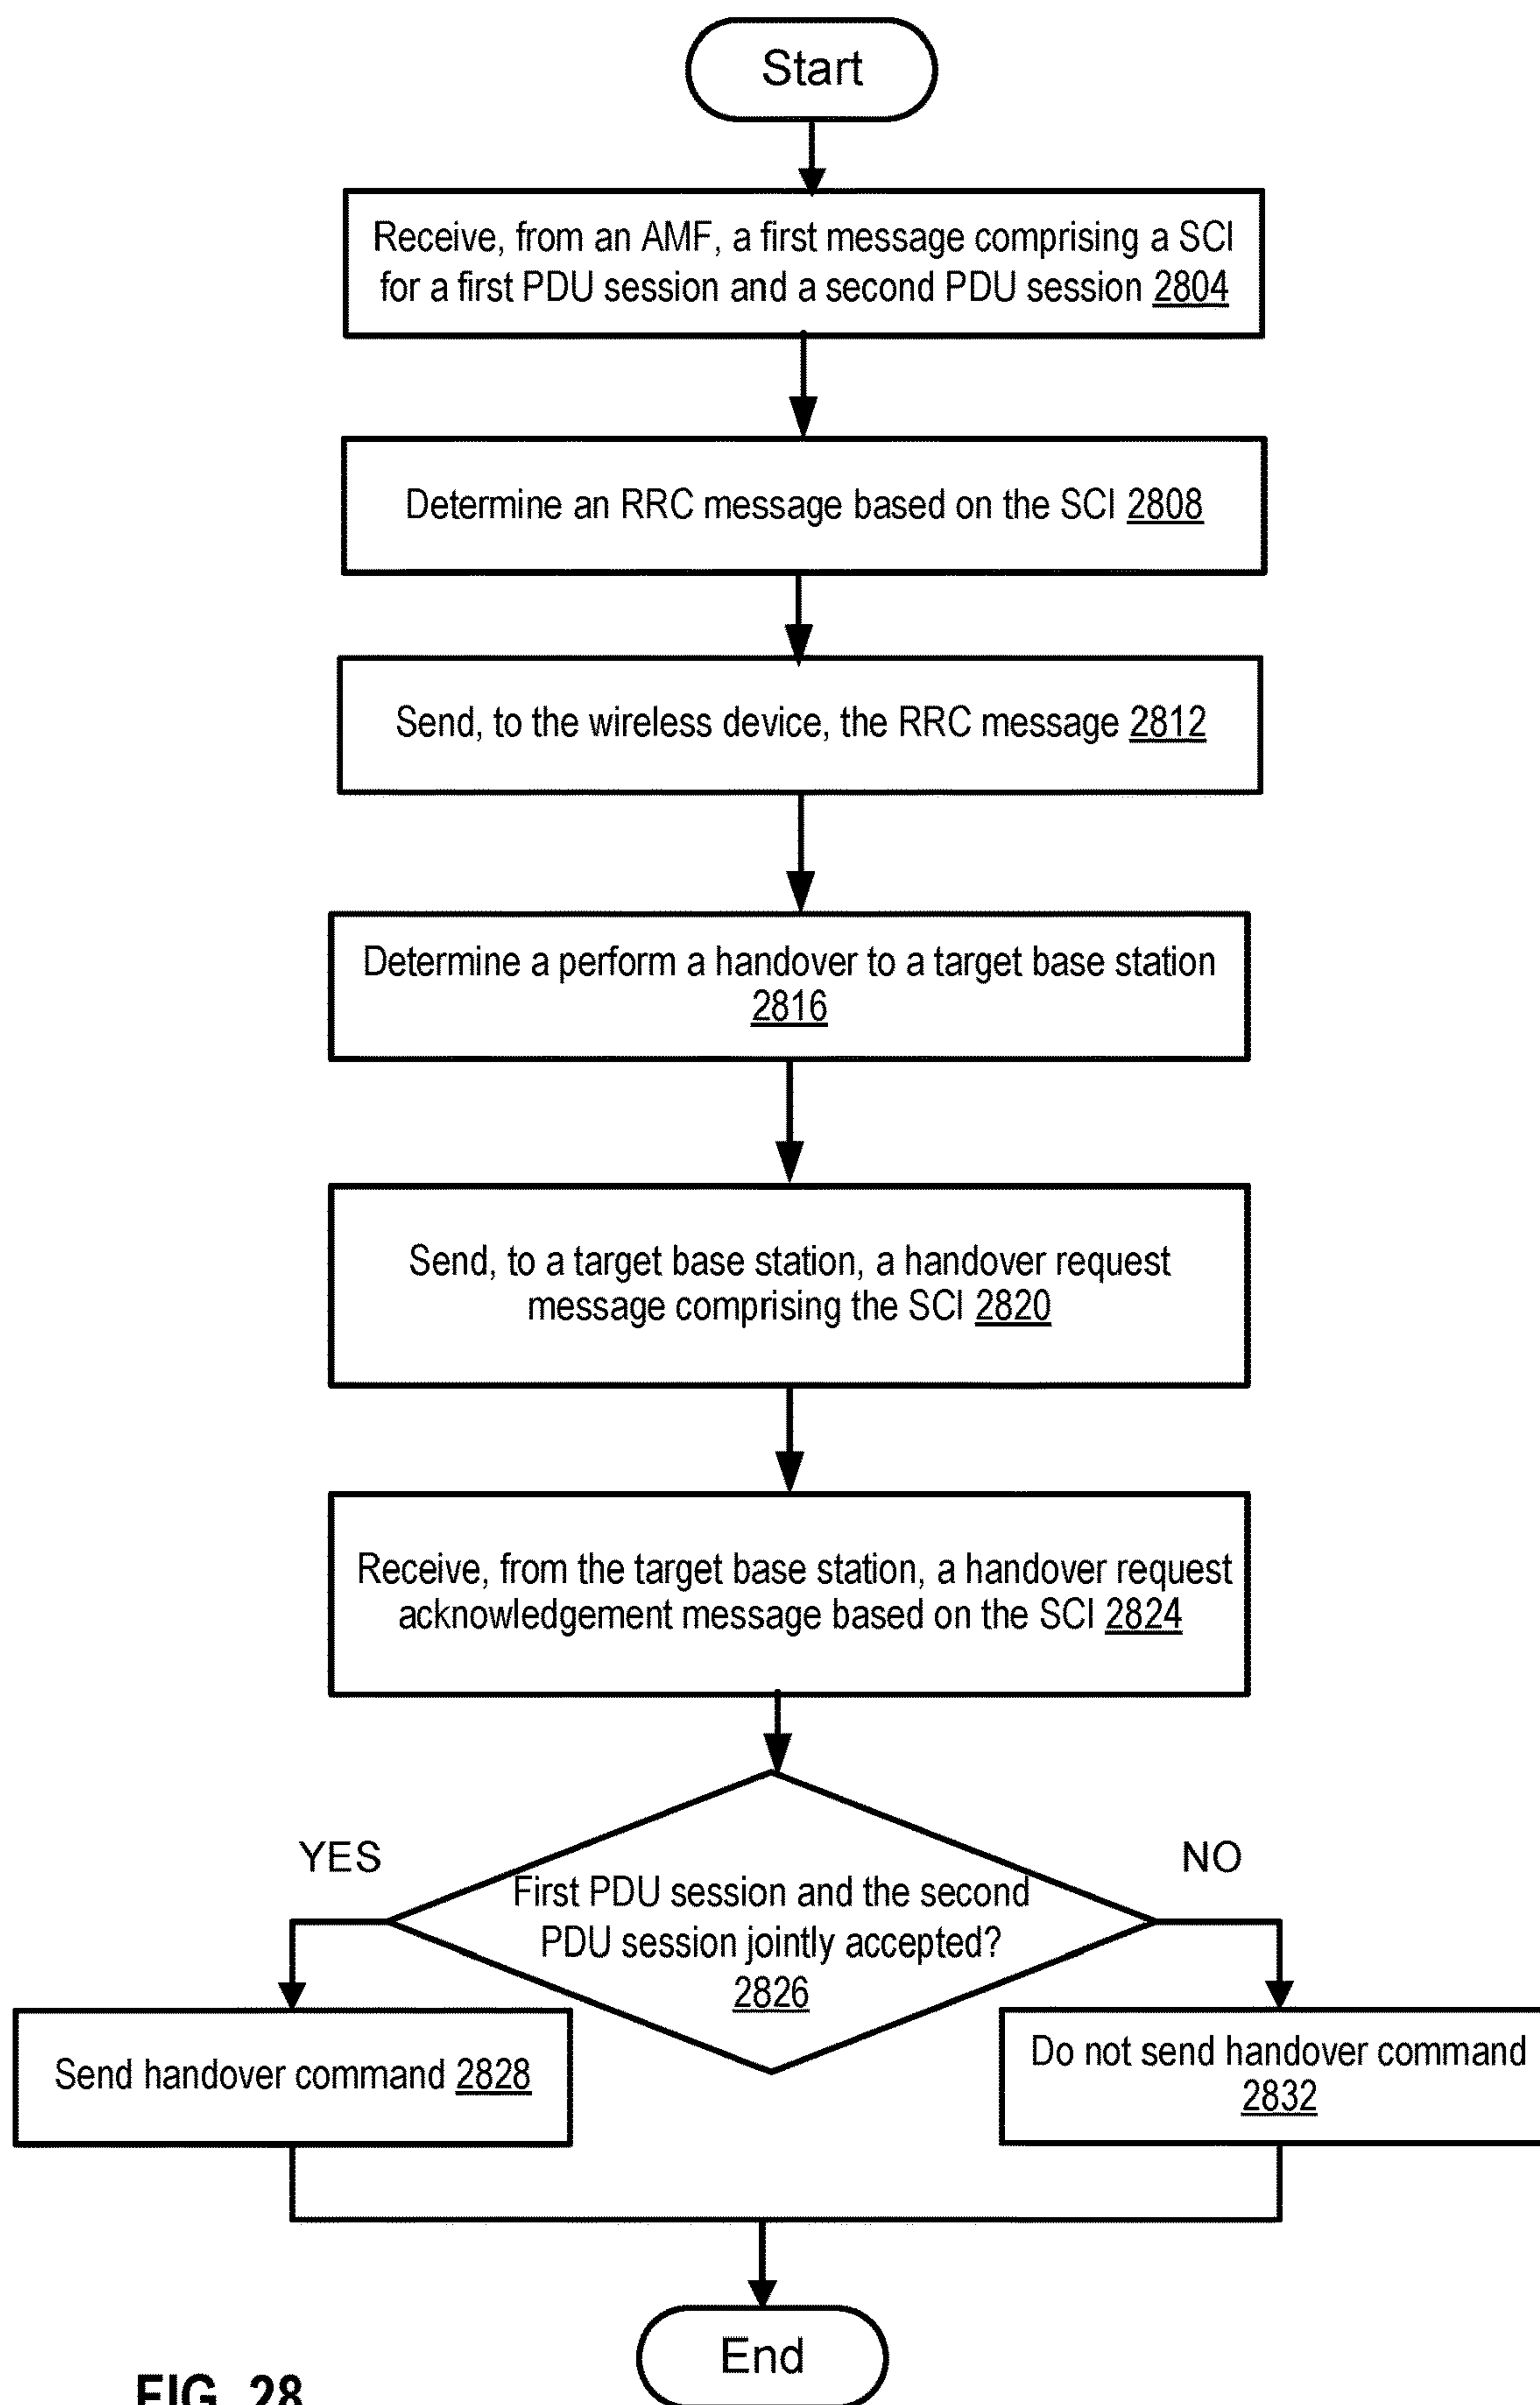 Start
Receive, from an AMF, a first message comprising a SCI
for a first PDU session and a second PDU session 2804
Determine an RRC message based on the SCI 2808
Send, to the wireless device, the RRC message 2812
Determine a perform a handover to a target base station
2816
Send, to a target base station, a handover request
message comprising the SCI 2820
Receive, from the target base station, a handover request
acknowledgement message based on the SCI 2824
YES
NO
First PDU session and the second
PDU session jointly accepted?
2826
Send handover command 2828
Do not send handover command
2832
End
FIG. 28